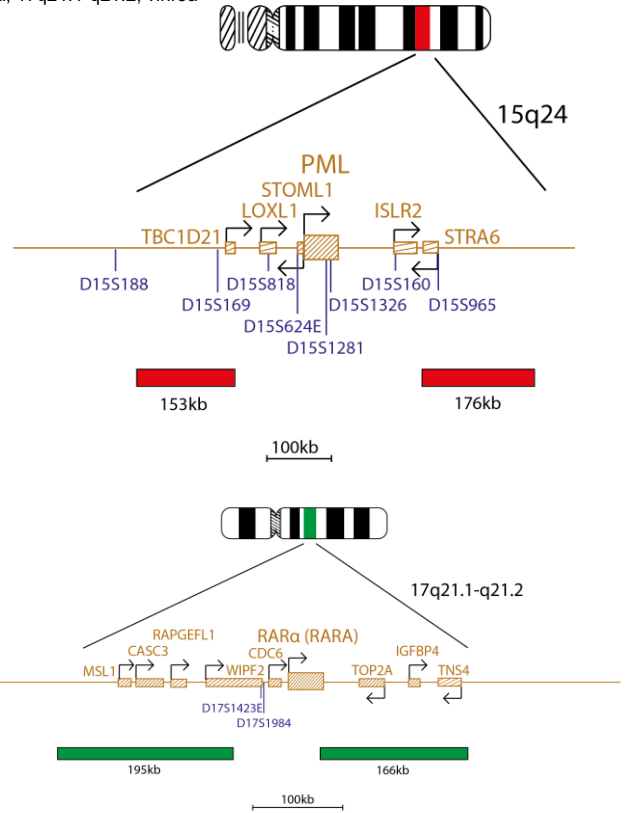 15q24
PML
STOML1
LOXL1
ISLR2
TBC1D21
STRA6
D15S188
D15S818
D15S160
D15S169
D15S1326
D15S965
D15S624E
D15S1281
153kb
176kb
100kb
17q21.1-q21.2
RAPGEFL1
RARα (RARA)
CASC3
CDC6
IGFBP4
MSL1
WIPF2
TOP2A
TNS4
D17S1423E
D17S1984
195kb
166kb
100kb